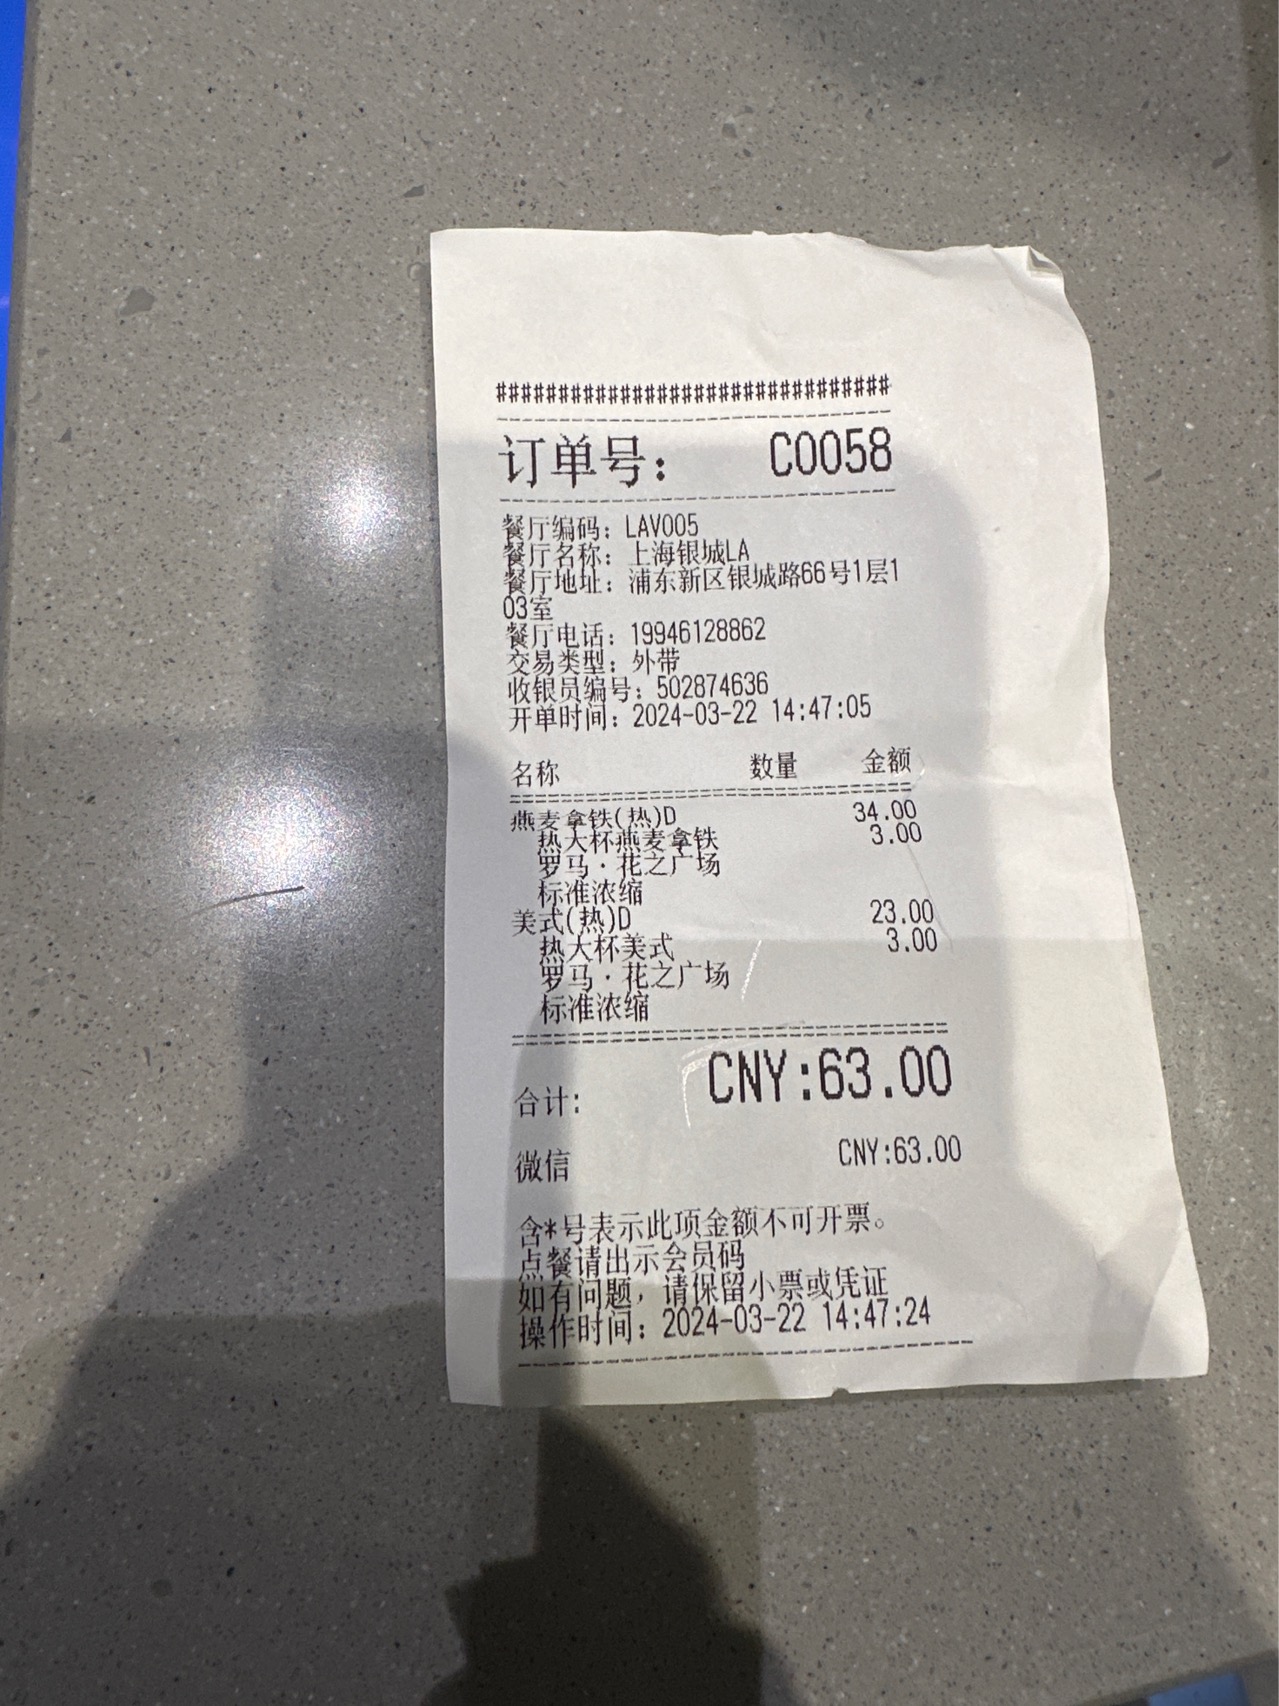 ################################
订单号： C0058
餐厅编码：LAV005
餐厅名称：上海银城LA
餐厅地址：浦东新区银城路66号1层1
03室
餐厅电话：19946128862
交易类型：外带
收银员编号：502874636
开单时间：2024-03-22 14:47:05
名称 数量 金额
燕麦拿铁(热)D 34.00
热大杯燕麦拿铁 3.00
罗马·花之广场
标准浓缩
美式(热)D 23.00
热大杯美式 3.00
罗马·花之广场
标准浓缩
合计: CNY:63.00
微信 CNY:63.00
含*号表示此项金额不可开票。
点餐请出示会员码
如有问题，请保留小票或凭证
操作时间：2024-03-22 14:47:24